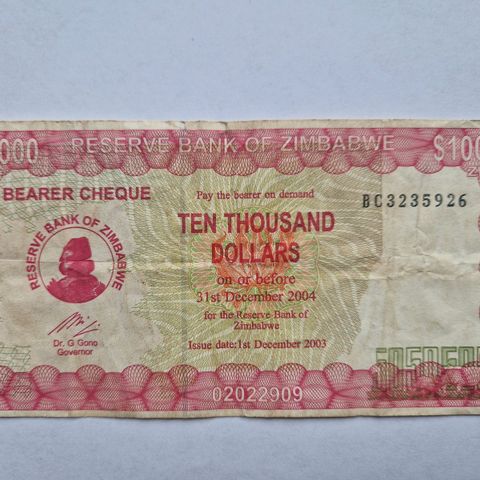 000 RESERVE BANK OF ZIMBABWE $100
BEARER CHEQUE
Pay the bearer on demand
BC3235926
RESERVE BANK OF ZIMBABWE
TEN THOUSAND
DOLLARS
on or before
31st December 2004
for the Reserve Bank of
Zimbabwe
Dr. G Gono
Governor
Issue date:1st December 2003
02022909